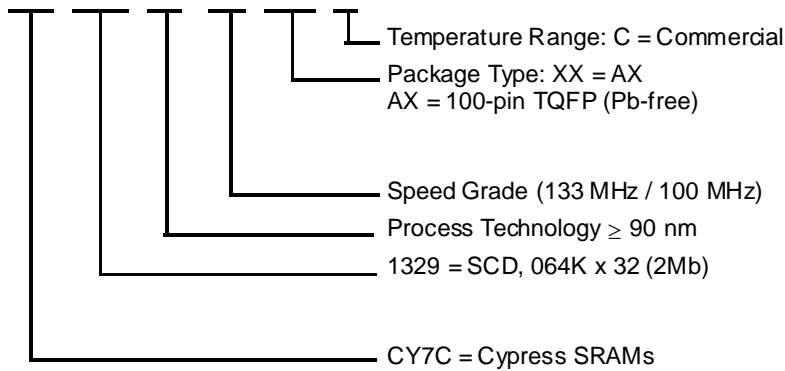 Temperature Range: C = Commercial
Package Type: XX = AX
AX = 100-pin TQFP (Pb-free)
Speed Grade (133 MHz / 100 MHz)
Process Technology ≥ 90 nm
1329 = SCD, 064K x 32 (2Mb)
CY7C = Cypress SRAMs